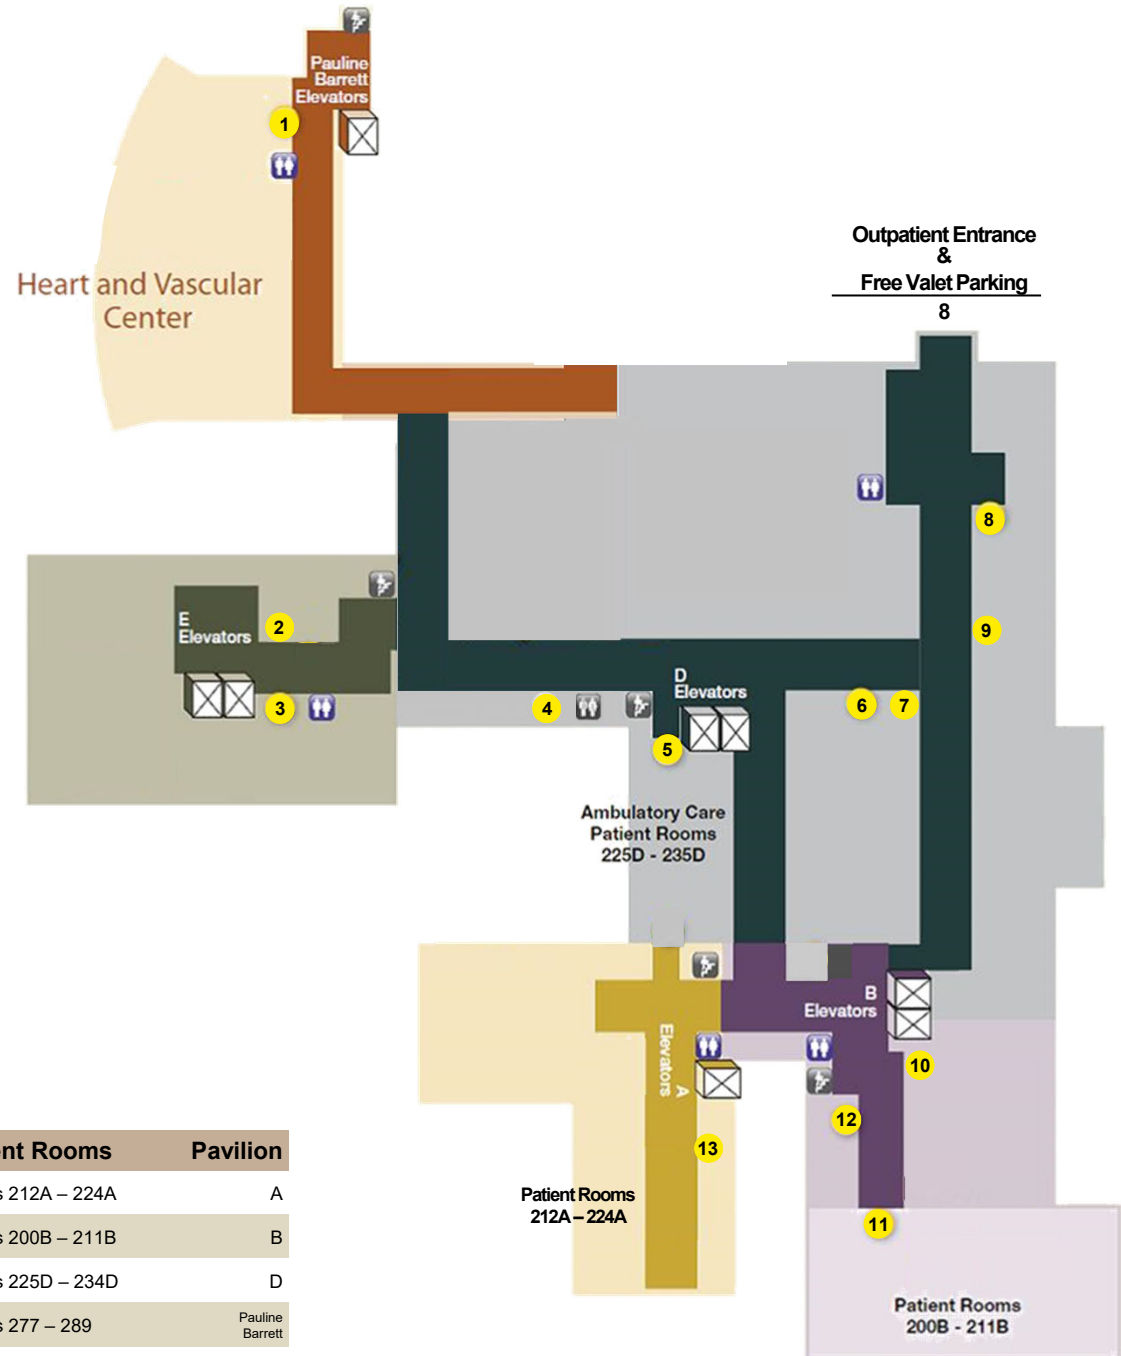 Pauline
Barrett
Elevators
1
Heart and Vascular
Center
Outpatient Entrance
&
Free Valet Parking
8
8
E
Elevators
2
9
3
4
D
Elevators
6
7
5
Ambulatory Care
Patient Rooms
225D - 235D
B
Elevators
A
Elevators
10
12
13
Patient Rooms
212A – 224A
11
Patient Rooms
200B - 211B
ent Rooms Pavilion
s 212A – 224A A
s 200B – 211B B
s 225D – 234D D
s 277 – 289 Pauline
Barrett